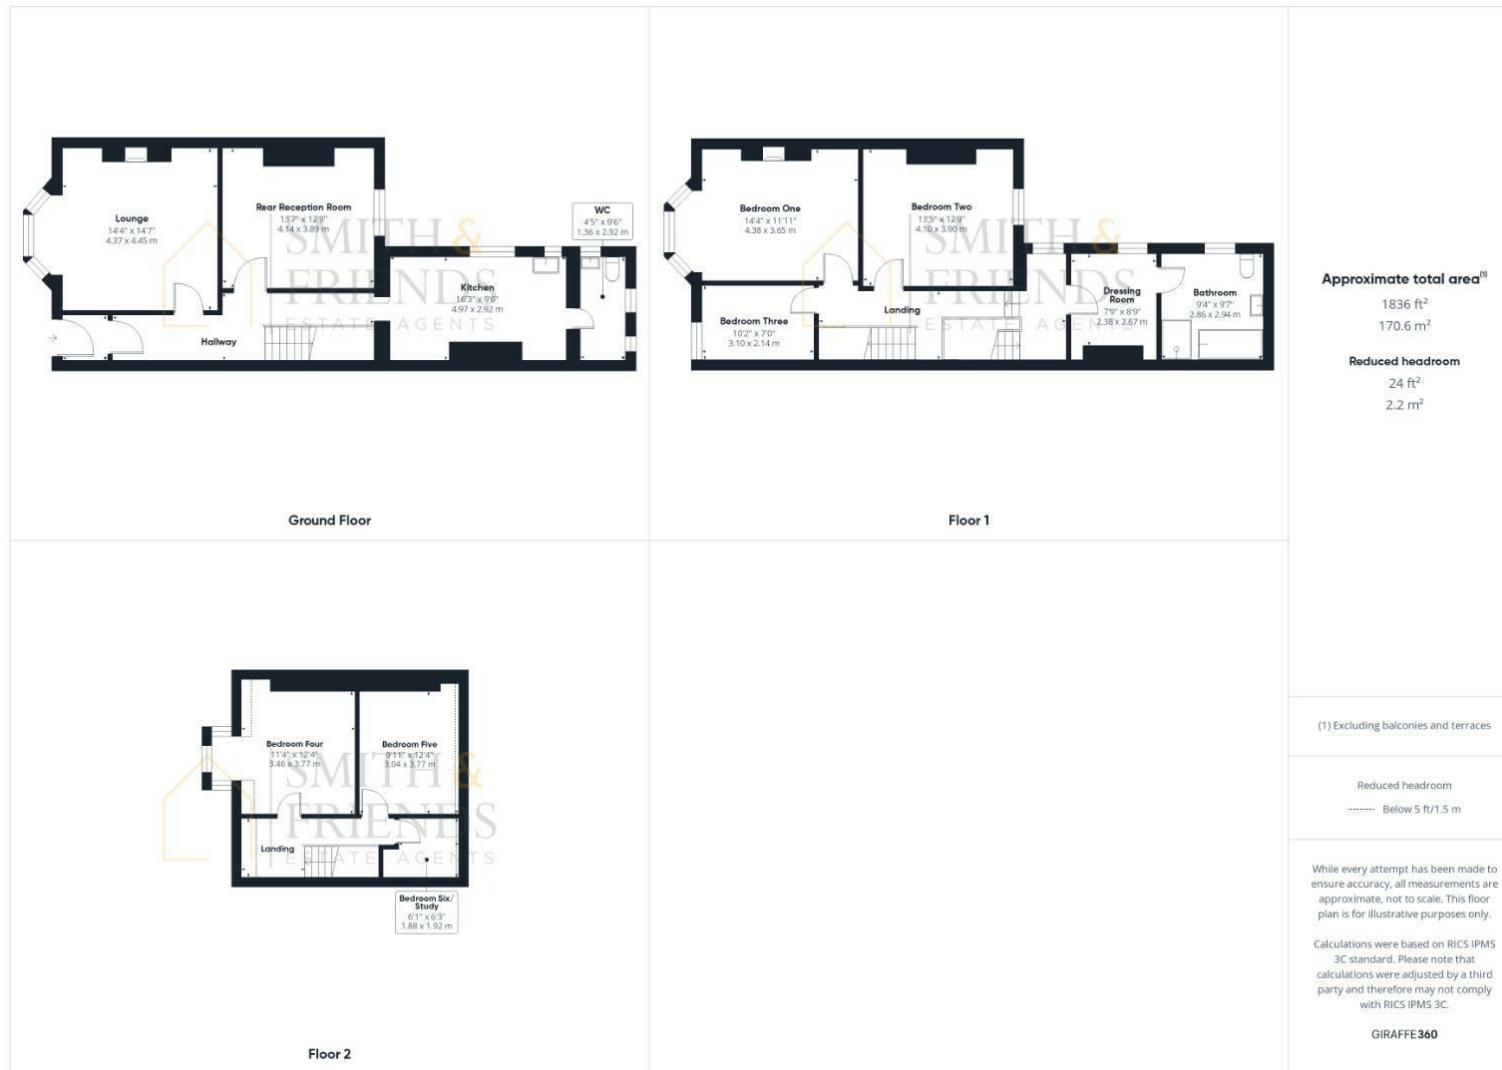 Lounge
14'4" x 14'7"
4.37 x 4.45 m
Rear Reception Room
13'7" x 12'9"
4.14 x 3.89 m
WC
4'5" x 9'6"
1.36 x 2.92 m
Kitchen
16'3" x 9'6"
4.97 x 2.92 m
Hallway
SMITH &
FRIENDS
ESTATE AGENTS
Ground Floor
Bedroom One
14'4" x 11'11"
4.38 x 3.65 m
Bedroom Two
13'5" x 12'9"
4.10 x 3.90 m
Bedroom Three
10'2" x 7'0"
3.10 x 2.14 m
Landing
Dressing
Room
7'9" x 8'9"
2.38 x 2.67 m
Bathroom
9'4" x 9'7"
2.86 x 2.94 m
SMITH &
FRIENDS
ESTATE AGENTS
Floor 1
Bedroom Four
11'4" x 12'4"
3.46 x 3.77 m
Bedroom Five
9'11" x 12'4"
3.04 x 3.77 m
Landing
Bedroom Six/
Study
6'1" x 6'3"
1.88 x 1.92 m
SMITH &
FRIENDS
ESTATE AGENTS
Floor 2
Approximate total area(1)
1836 ft²
170.6 m²
Reduced headroom
24 ft²
2.2 m²
(1) Excluding balconies and terraces
Reduced headroom
Below 5 ft/1.5 m
While every attempt has been made to
ensure accuracy, all measurements are
approximate, not to scale. This floor
plan is for illustrative purposes only.
Calculations were based on RICS IPMS
3C standard. Please note that
calculations were adjusted by a third
party and therefore may not comply
with RICS IPMS 3C.
GIRAFFE360